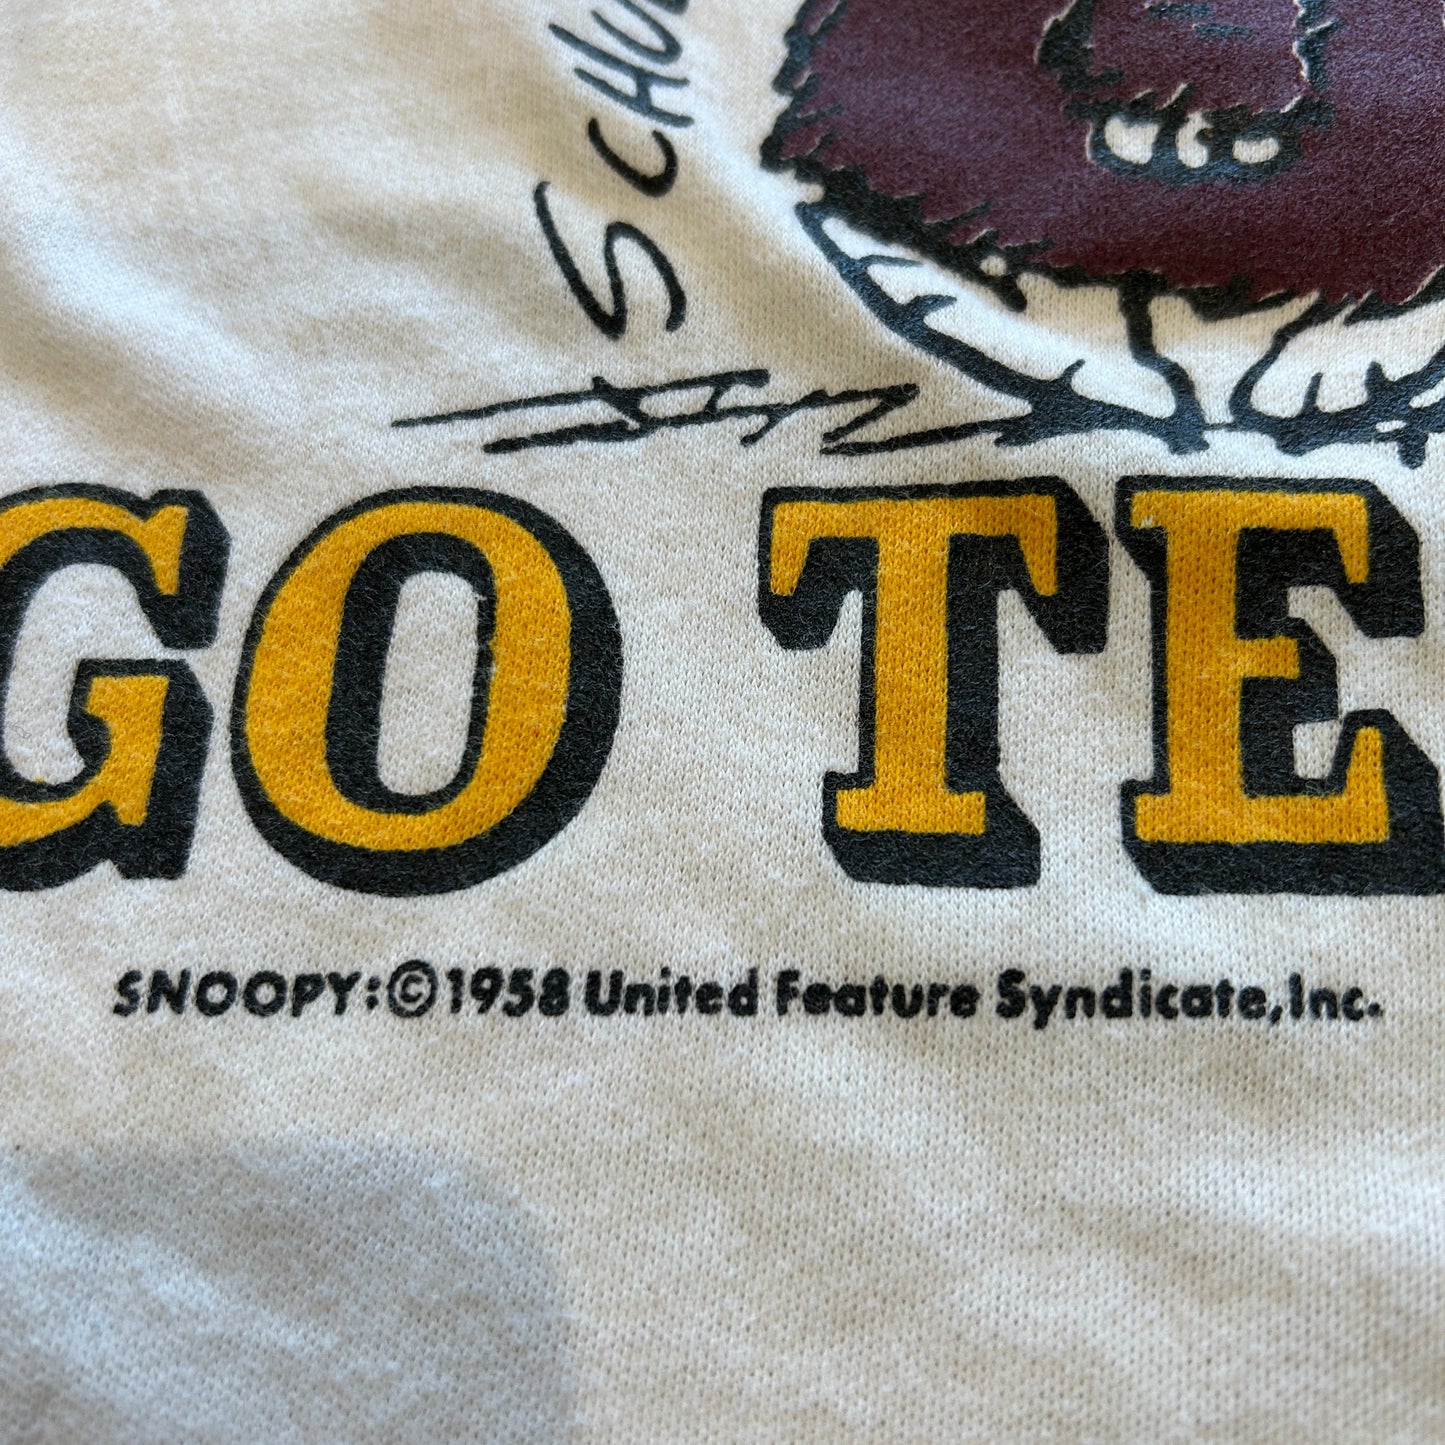 SCHU
GO TE
SNOOPY:©1958 United Feature Syndicate,Inc.